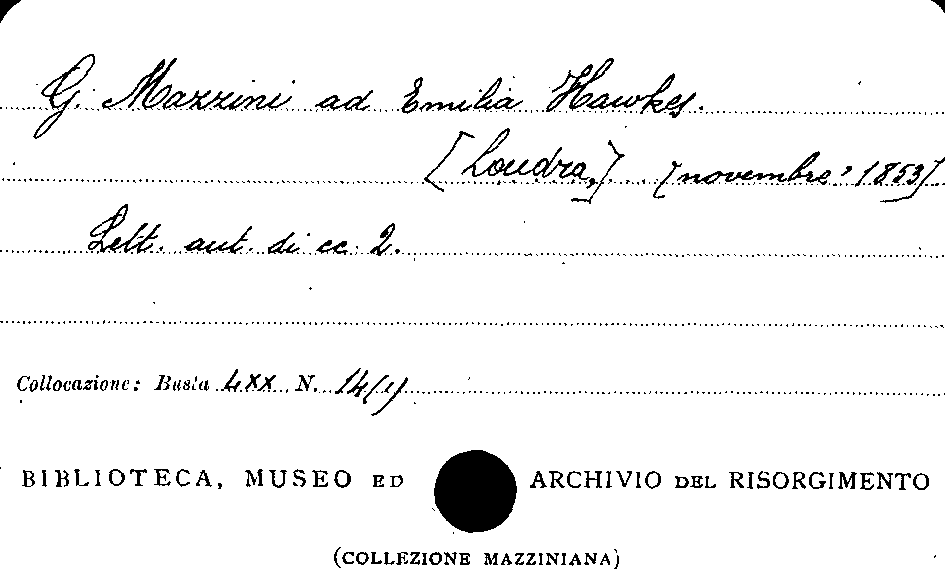 G. Mazzini ad Emilia Hawkes.
[Londra,] [novembre? 1853]
Lett. aut. di cc. 2.
Collocazione: Busta LXX N. 14(1)
BIBLIOTECA, MUSEO ED ARCHIVIO DEL RISORGIMENTO
(COLLEZIONE MAZZINIANA)